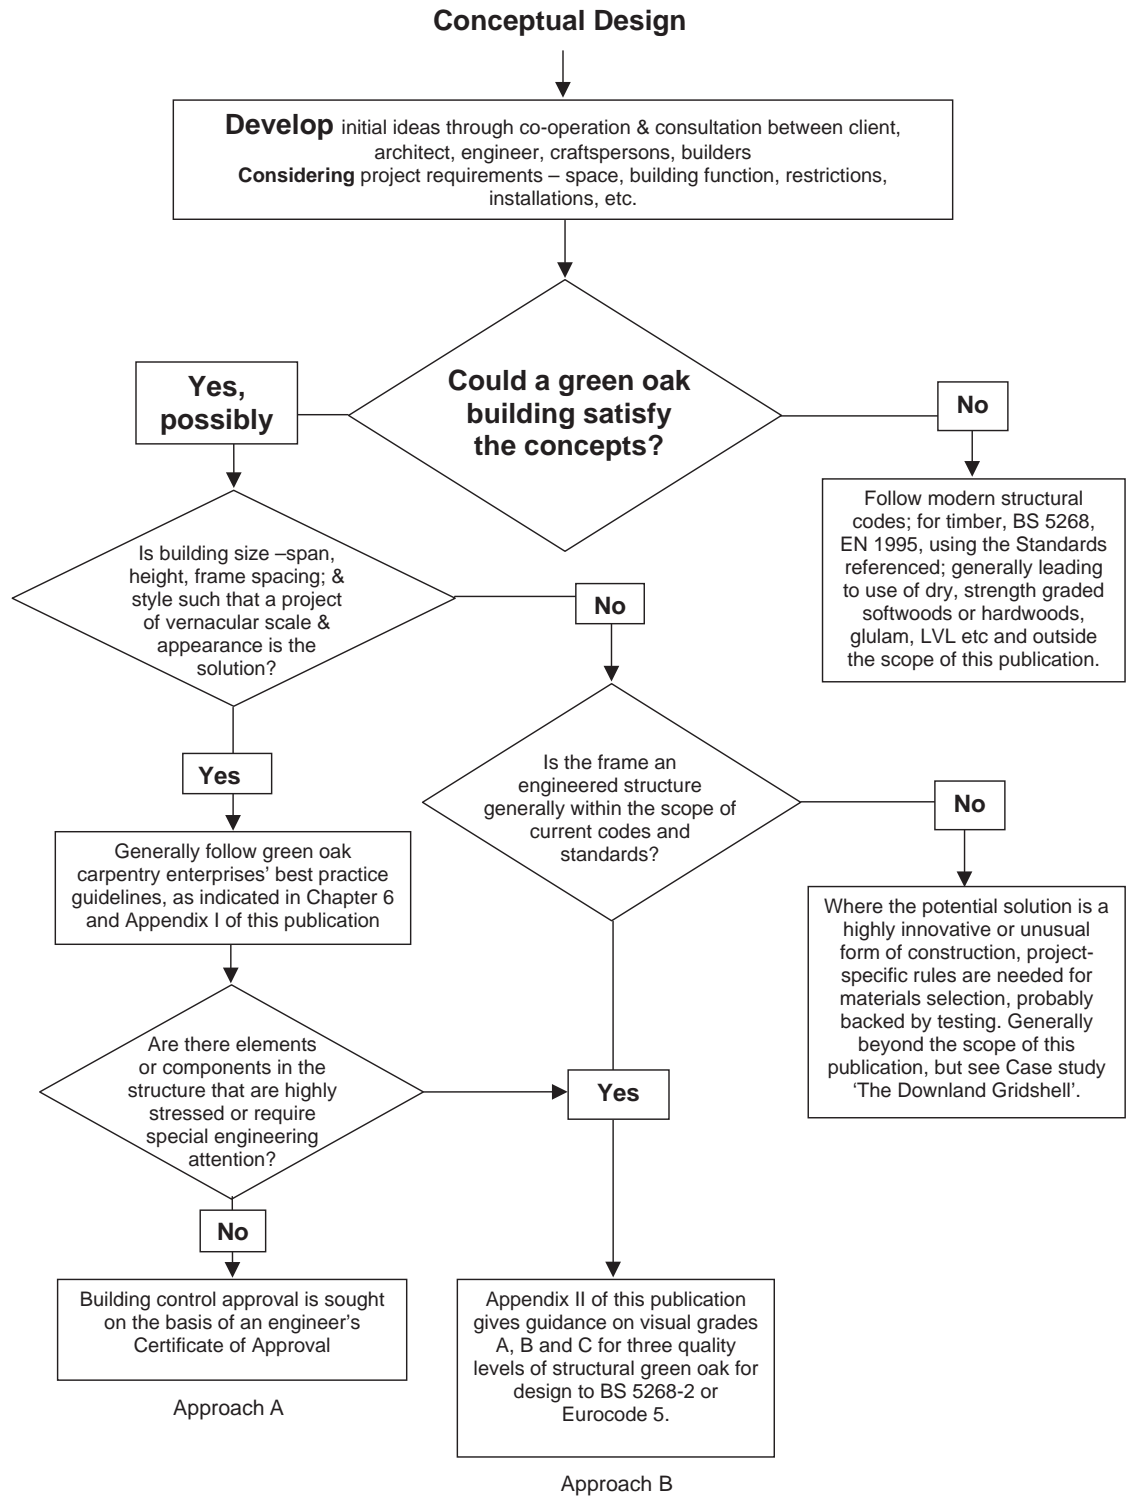 Conceptual Design
Develop initial ideas through co-operation & consultation between client,
architect, engineer, craftspersons, builders
Considering project requirements – space, building function, restrictions,
installations, etc.
Could a green oak
building satisfy
the concepts?
Yes,
possibly
No
Follow modern structural
codes; for timber, BS 5268,
EN 1995, using the Standards
referenced; generally leading
to use of dry, strength graded
softwoods or hardwoods,
glulam, LVL etc and outside
the scope of this publication.
Is building size –span,
height, frame spacing; &
style such that a project
of vernacular scale &
appearance is the
solution?
No
Yes
Is the frame an
engineered structure
generally within the scope of
current codes and
standards?
No
Generally follow green oak
carpentry enterprises’ best practice
guidelines, as indicated in Chapter 6
and Appendix I of this publication
Where the potential solution is a
highly innovative or unusual
form of construction, project-
specific rules are needed for
materials selection, probably
backed by testing. Generally
beyond the scope of this
publication, but see Case study
‘The Downland Gridshell’.
Are there elements
or components in the
structure that are highly
stressed or require
special engineering
attention?
Yes
No
Building control approval is sought
on the basis of an engineer’s
Certificate of Approval
Approach A
Appendix II of this publication
gives guidance on visual grades
A, B and C for three quality
levels of structural green oak for
design to BS 5268-2 or
Eurocode 5.
Approach B